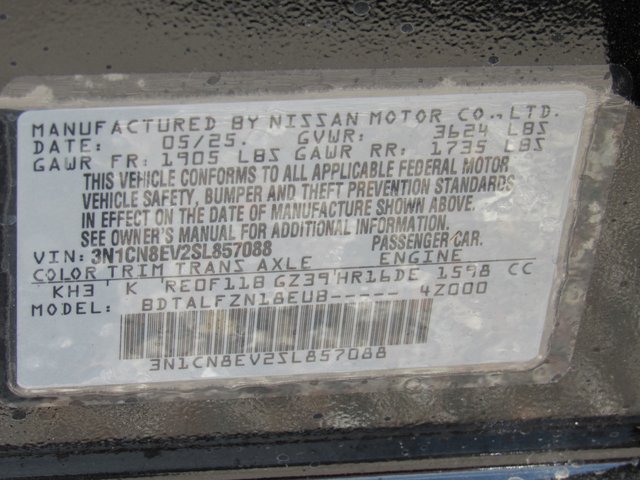 MANUFACTURED BY NISSAN MOTOR CO., LTD.
DATE: 05/25. GVWR: 3624 LBS
GAWR FR: 1905 LBS GAWR RR: 1735 LBS
THIS VEHICLE CONFORMS TO ALL APPLICABLE FEDERAL MOTOR
VEHICLE SAFETY, BUMPER AND THEFT PREVENTION STANDARDS
IN EFFECT ON THE DATE OF MANUFACTURE SHOWN ABOVE.
SEE OWNER'S MANUAL FOR ADDITIONAL INFORMATION.
VIN: 3N1CN8EV2SL857088 PASSENGER CAR.
COLOR TRIM TRANS AXLE ENGINE
KH3 K RE0F11B GZ39 HR16DE 1598 CC
MODEL: BDTALFZN18EU8----- 4Z000
3N1CN8EV2SL857088